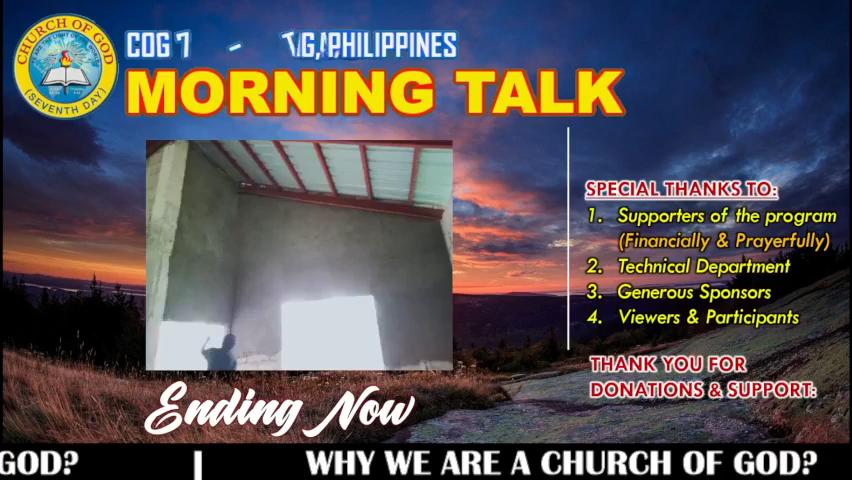 CHURCH OF GOD
(SEVENTH DAY)
COG 7 - PHILIPPINES
MORNING TALK
SPECIAL THANKS TO:
1. Supporters of the program
(Financially & Prayerfully)
2. Technical Department
3. Generous Sponsors
4. Viewers & Participants
THANK YOU FOR
DONATIONS & SUPPORT:
Ending Now
GOD? | WHY WE ARE A CHURCH OF GOD?